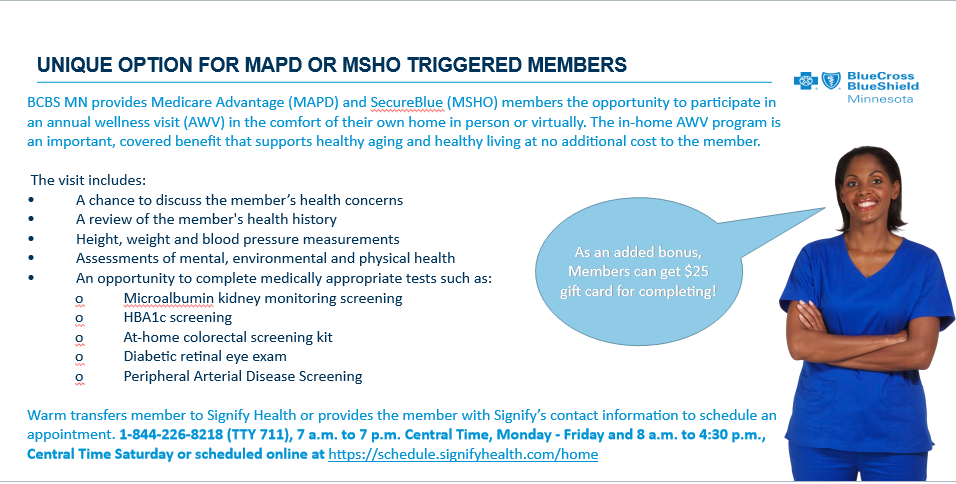 UNIQUE OPTION FOR MAPD OR MSHO TRIGGERED MEMBERS
BlueCross
BlueShield
Minnesota
BCBS MN provides Medicare Advantage (MAPD) and SecureBlue (MSHO) members the opportunity to participate in
an annual wellness visit (AWV) in the comfort of their own home in person or virtually. The in-home AWV program is
an important, covered benefit that supports healthy aging and healthy living at no additional cost to the member.
The visit includes:
• A chance to discuss the member’s health concerns
• A review of the member's health history
• Height, weight and blood pressure measurements
• Assessments of mental, environmental and physical health
• An opportunity to complete medically appropriate tests such as:
o Microalbumin kidney monitoring screening
o HBA1c screening
o At-home colorectal screening kit
o Diabetic retinal eye exam
o Peripheral Arterial Disease Screening
As an added bonus,
Members can get $25
gift card for completing!
Warm transfers member to Signify Health or provides the member with Signify’s contact information to schedule an
appointment. 1-844-226-8218 (TTY 711), 7 a.m. to 7 p.m. Central Time, Monday - Friday and 8 a.m. to 4:30 p.m.,
Central Time Saturday or scheduled online at https://schedule.signifyhealth.com/home